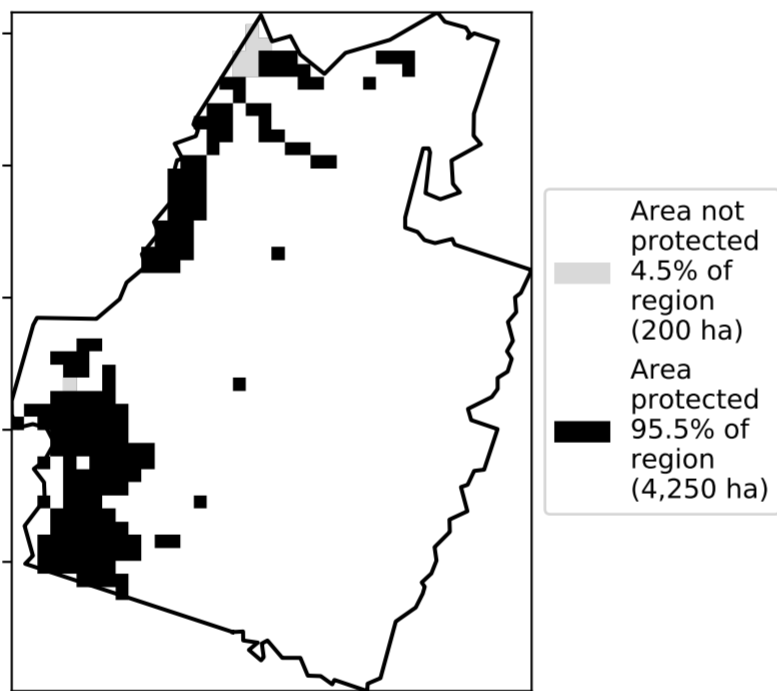 Area not
protected
4.5% of
region
(200 ha)
Area
protected
95.5% of
region
(4,250 ha)